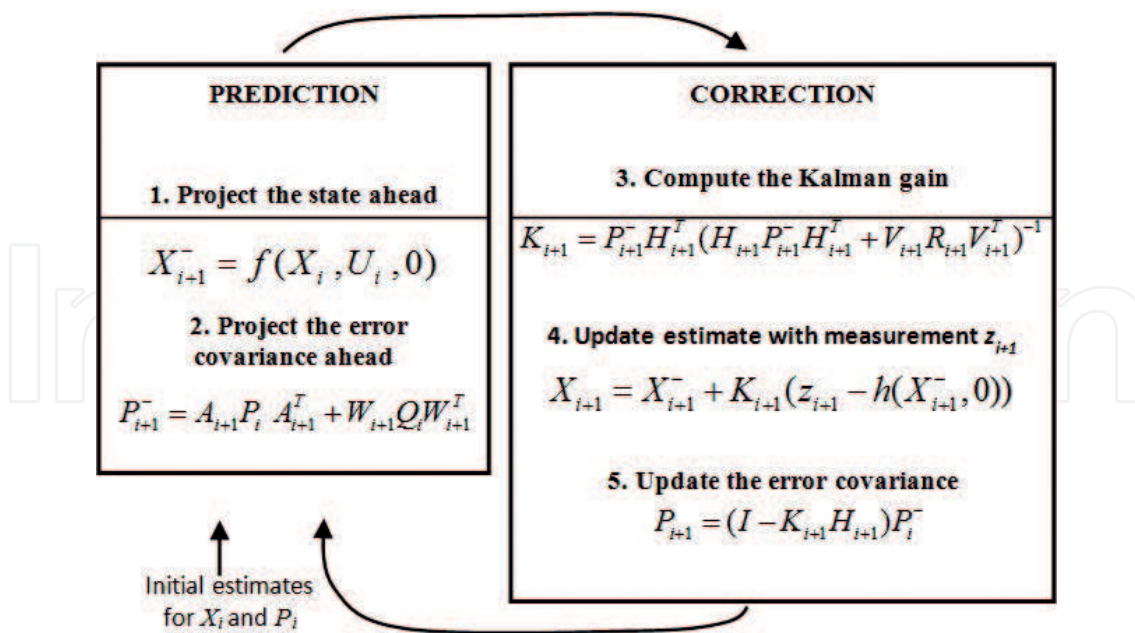 PREDICTION
1. Project the state ahead
X⁻ᵢ₊₁ = f(Xᵢ, Uᵢ, 0)
2. Project the error
covariance ahead
P⁻ᵢ₊₁ = Aᵢ₊₁Pᵢ Aᵀᵢ₊₁ + Wᵢ₊₁QᵢWᵀᵢ₊₁
CORRECTION
3. Compute the Kalman gain
Kᵢ₊₁ = P⁻ᵢ₊₁Hᵀᵢ₊₁(Hᵢ₊₁P⁻ᵢ₊₁Hᵀᵢ₊₁ + Vᵢ₊₁Rᵢ₊₁Vᵀᵢ₊₁)⁻¹
4. Update estimate with measurement zᵢ₊₁
Xᵢ₊₁ = X⁻ᵢ₊₁ + Kᵢ₊₁(zᵢ₊₁ − h(X⁻ᵢ₊₁, 0))
5. Update the error covariance
Pᵢ₊₁ = (I − Kᵢ₊₁Hᵢ₊₁)P⁻ᵢ
Initial estimates
for Xᵢ and Pᵢ